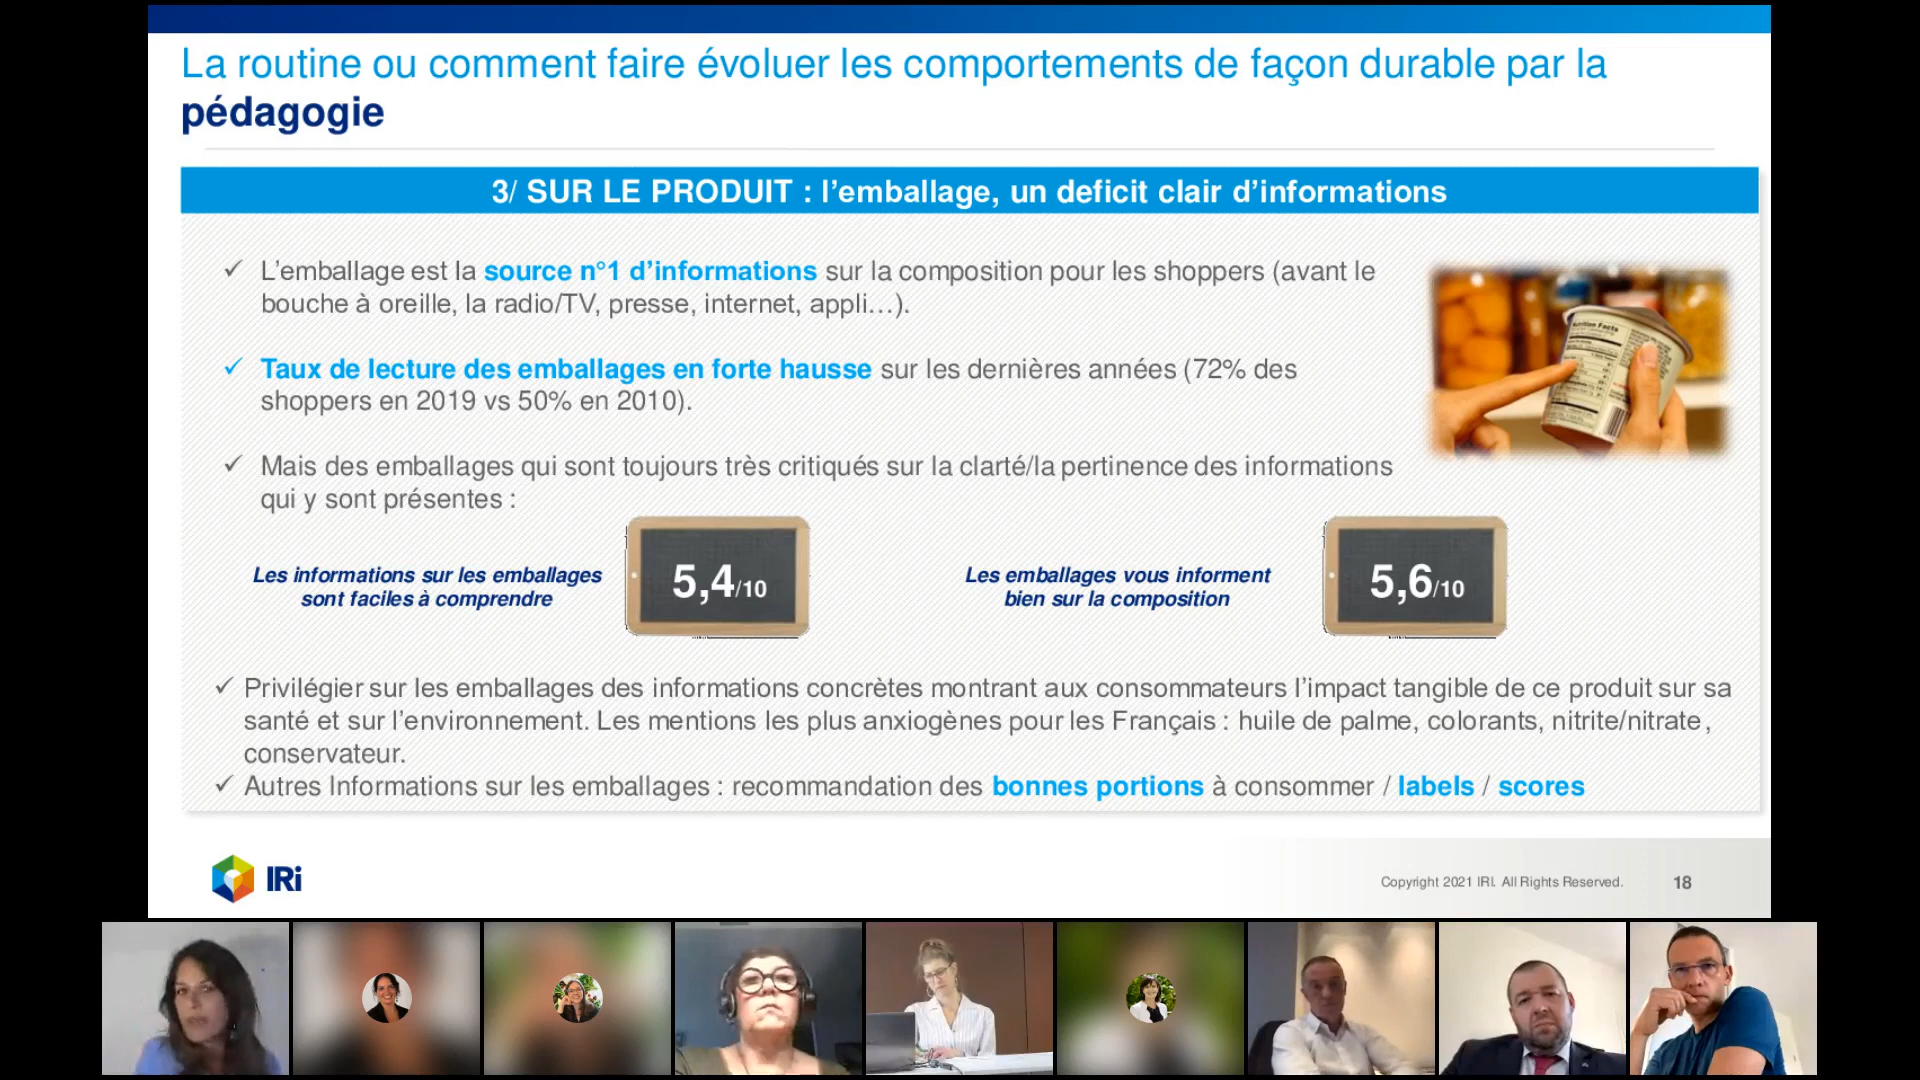 La routine ou comment faire évoluer les comportements de façon durable par la
pédagogie
3/ SUR LE PRODUIT : l’emballage, un deficit clair d’informations
✓ L’emballage est la source n°1 d’informations sur la composition pour les shoppers (avant le
bouche à oreille, la radio/TV, presse, internet, appli…).
✓ Taux de lecture des emballages en forte hausse sur les dernières années (72% des
shoppers en 2019 vs 50% en 2010).
✓ Mais des emballages qui sont toujours très critiqués sur la clarté/la pertinence des informations
qui y sont présentes :
Nutrition Facts
Les informations sur les emballages
sont faciles à comprendre
5,4/10
Les emballages vous informent
bien sur la composition
5,6/10
✓ Privilégier sur les emballages des informations concrètes montrant aux consommateurs l’impact tangible de ce produit sur sa
santé et sur l’environnement. Les mentions les plus anxiogènes pour les Français : huile de palme, colorants, nitrite/nitrate,
conservateur.
✓ Autres Informations sur les emballages : recommandation des bonnes portions à consommer / labels / scores
IRi
Copyright 2021 IRI. All Rights Reserved.
18